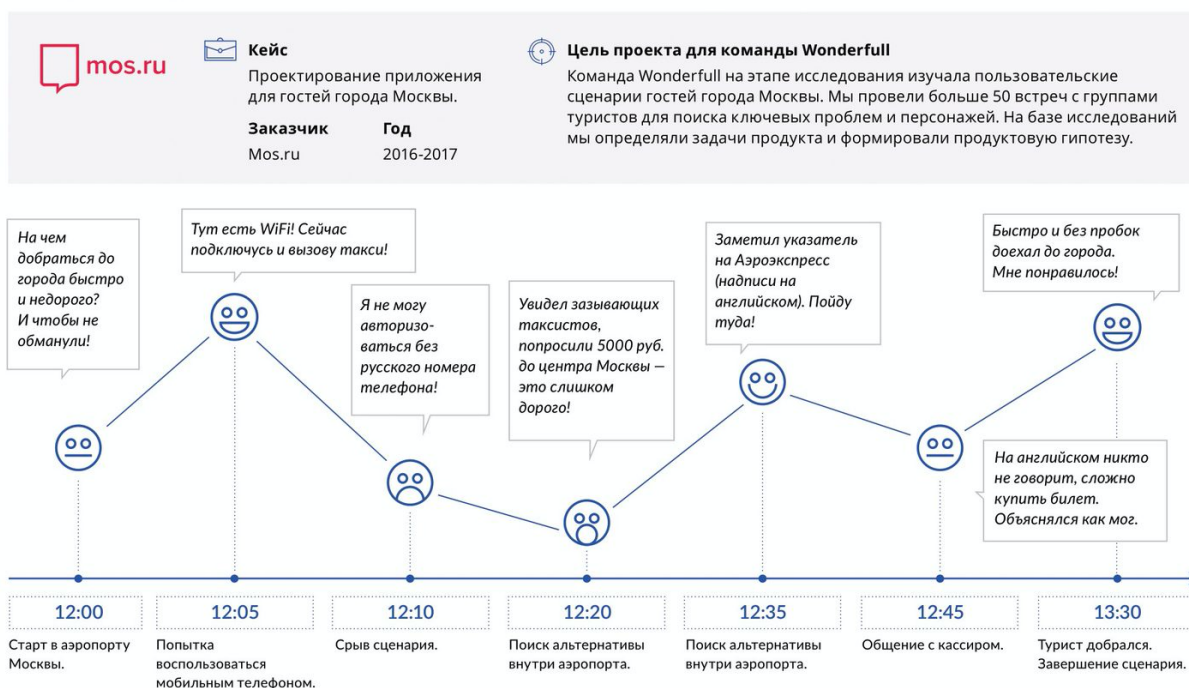 mos.ru
Кейс
Проектирование приложения
для гостей города Москвы.
Заказчик
Год
Mos.ru
2016-2017
Цель проекта для команды Wonderfull
Команда Wonderfull на этапе исследования изучала пользовательские
сценарии гостей города Москвы. Мы провели больше 50 встреч с группами
туристов для поиска ключевых проблем и персонажей. На базе исследований
мы определяли задачи продукта и формировали продуктовую гипотезу.
На чем
добраться до
города быстро
и недорого?
И чтобы не
обманули!
Тут есть WiFi! Сейчас
подключусь и вызову такси!
Я не могу
авторизо-
ваться без
русского номера
телефона!
Увидел зазывающих
таксистов,
попросили 5000 руб.
до центра Москвы —
это слишком
дорого!
Заметил указатель
на Аэроэкспресс
(надписи на
английском). Пойду
туда!
На английском никто
не говорит, сложно
купить билет.
Объяснялся как мог.
Быстро и без пробок
доехал до города.
Мне понравилось!
12:00
Старт в аэропорту
Москвы.
12:05
Попытка
воспользоваться
мобильным телефоном.
12:10
Срыв сценария.
12:20
Поиск альтернативы
внутри аэропорта.
12:35
Поиск альтернативы
внутри аэропорта.
12:45
Общение с кассиром.
13:30
Турист добрался.
Завершение сценария.